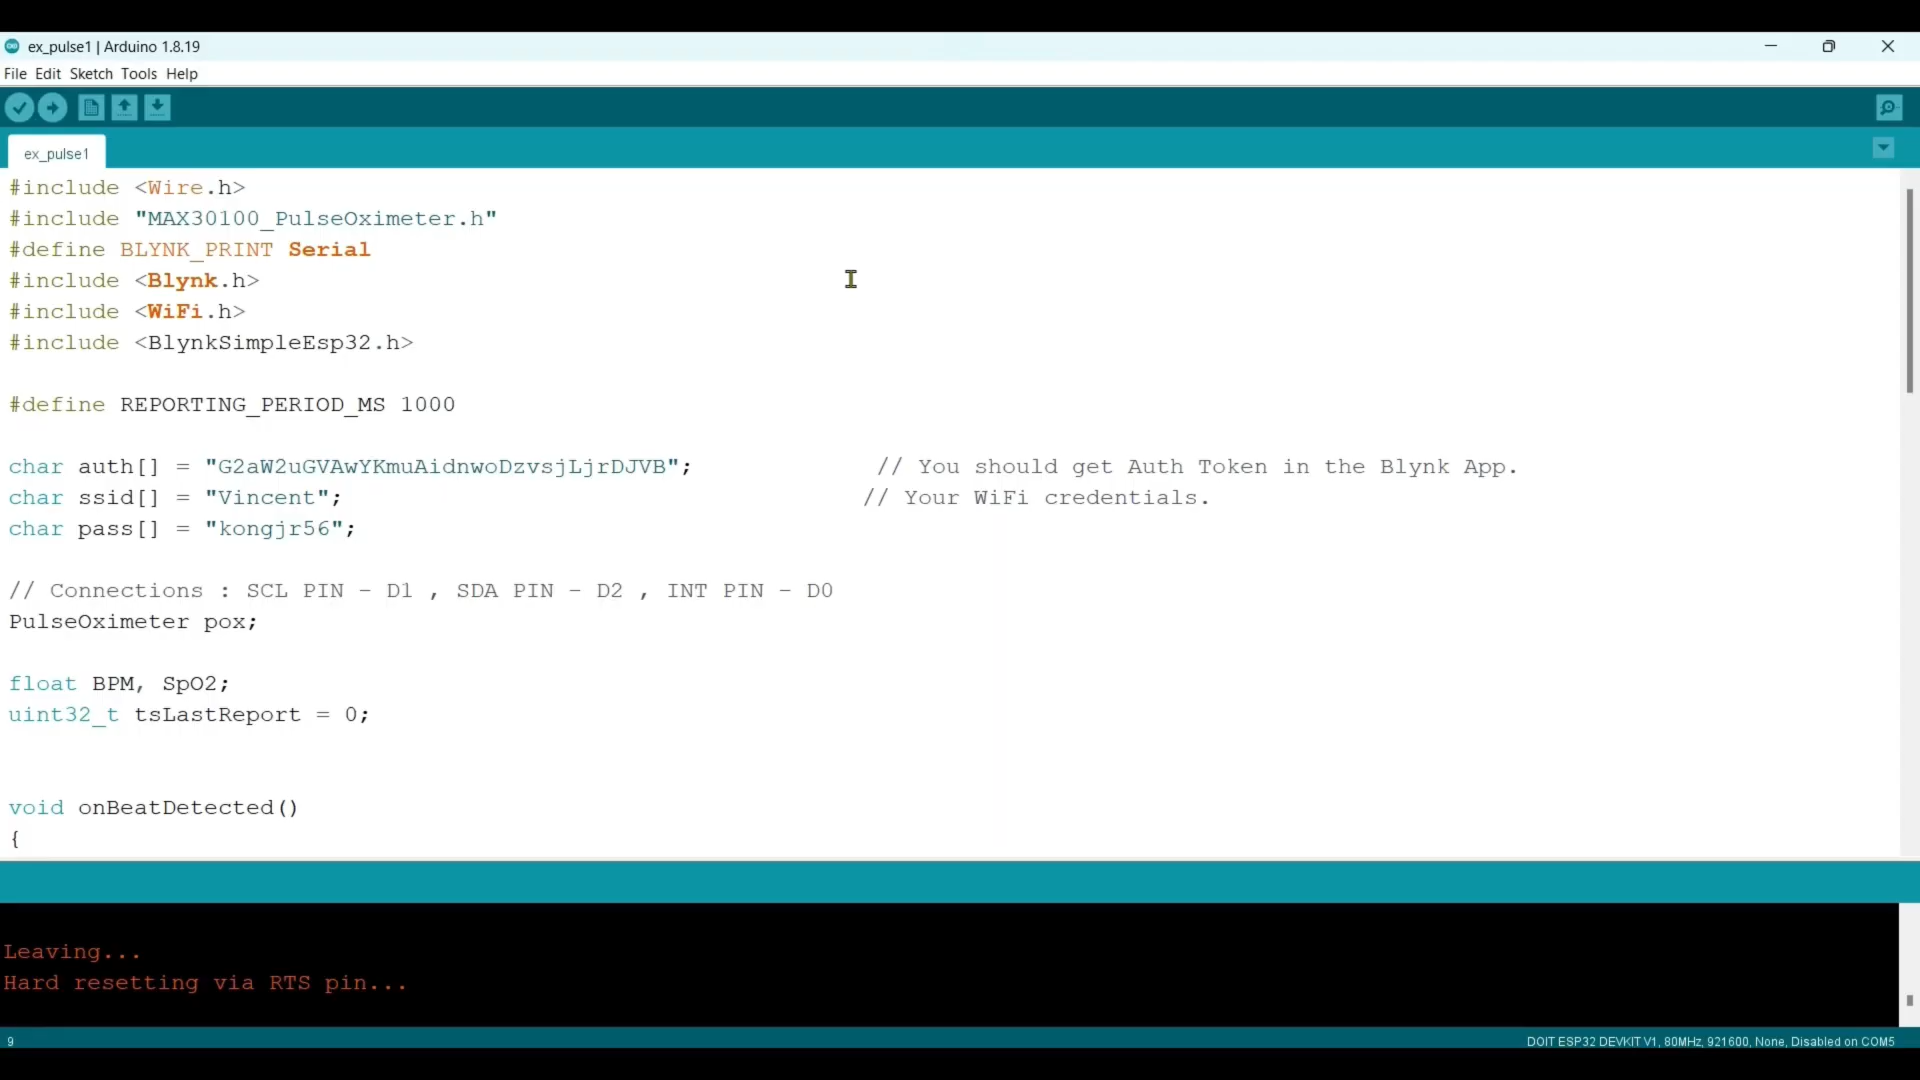 ex_pulse1 | Arduino 1.8.19
File Edit Sketch Tools Help
ex_pulse1
#include <Wire.h>
#include "MAX30100_PulseOximeter.h"
#define BLYNK_PRINT Serial
#include <Blynk.h>
#include <WiFi.h>
#include <BlynkSimpleEsp32.h>
#define REPORTING_PERIOD_MS 1000
char auth[] = "G2aW2uGVAwYKmuAidnwoDzvsjLjrDJVB"; // You should get Auth Token in the Blynk App.
char ssid[] = "Vincent"; // Your WiFi credentials.
char pass[] = "kongjr56";
// Connections : SCL PIN - D1 , SDA PIN - D2 , INT PIN - D0
PulseOximeter pox;
float BPM, SpO2;
uint32_t tsLastReport = 0;
void onBeatDetected()
{
Leaving...
Hard resetting via RTS pin...
9 DOIT ESP32 DEVKIT V1, 80MHz, 921600, None, Disabled on COM5